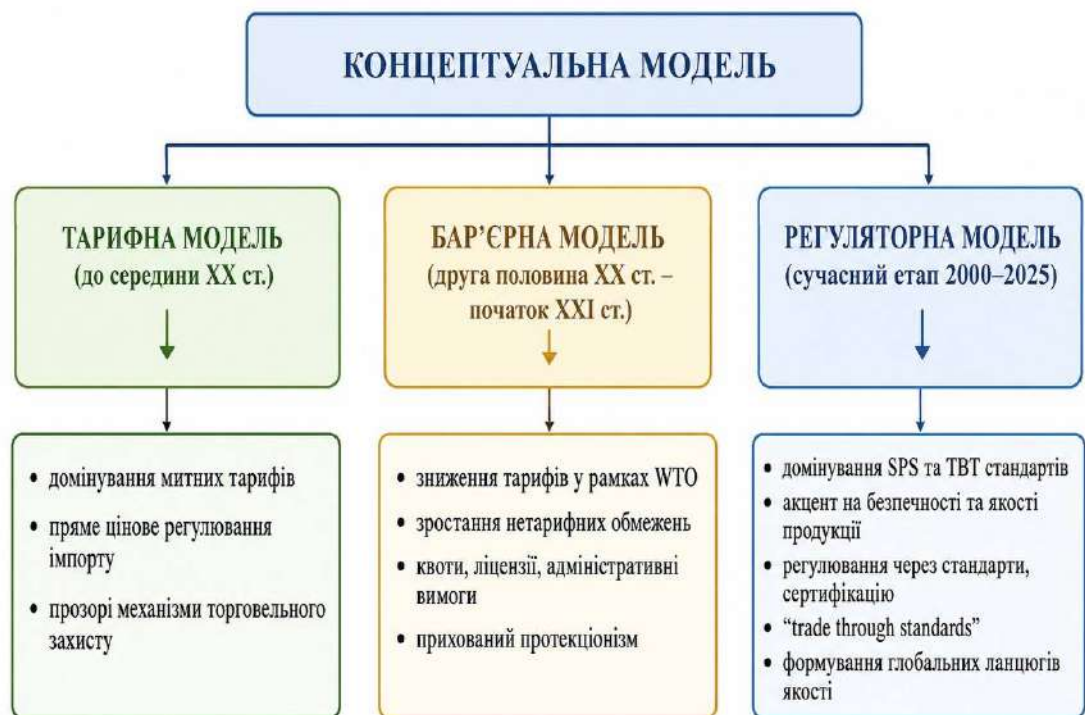 КОНЦЕПТУАЛЬНА МОДЕЛЬ
ТАРИФНА МОДЕЛЬ
(до середини XX ст.)
БАР’ЄРНА МОДЕЛЬ
(друга половина XX ст. –
початок XXI ст.)
РЕГУЛЯТОРНА МОДЕЛЬ
(сучасний етап 2000–2025)
• домінування митних тарифів
• пряме цінове регулювання
імпорту
• прозорі механізми торговельного
захисту
• зниження тарифів у рамках WTO
• зростання нетарифних обмежень
• квоти, ліцензії, адміністративні
вимоги
• прихований протекціонізм
• домінування SPS та TBT стандартів
• акцент на безпечності та якості
продукції
• регулювання через стандарти,
сертифікацію
• “trade through standards”
• формування глобальних ланцюгів
якості